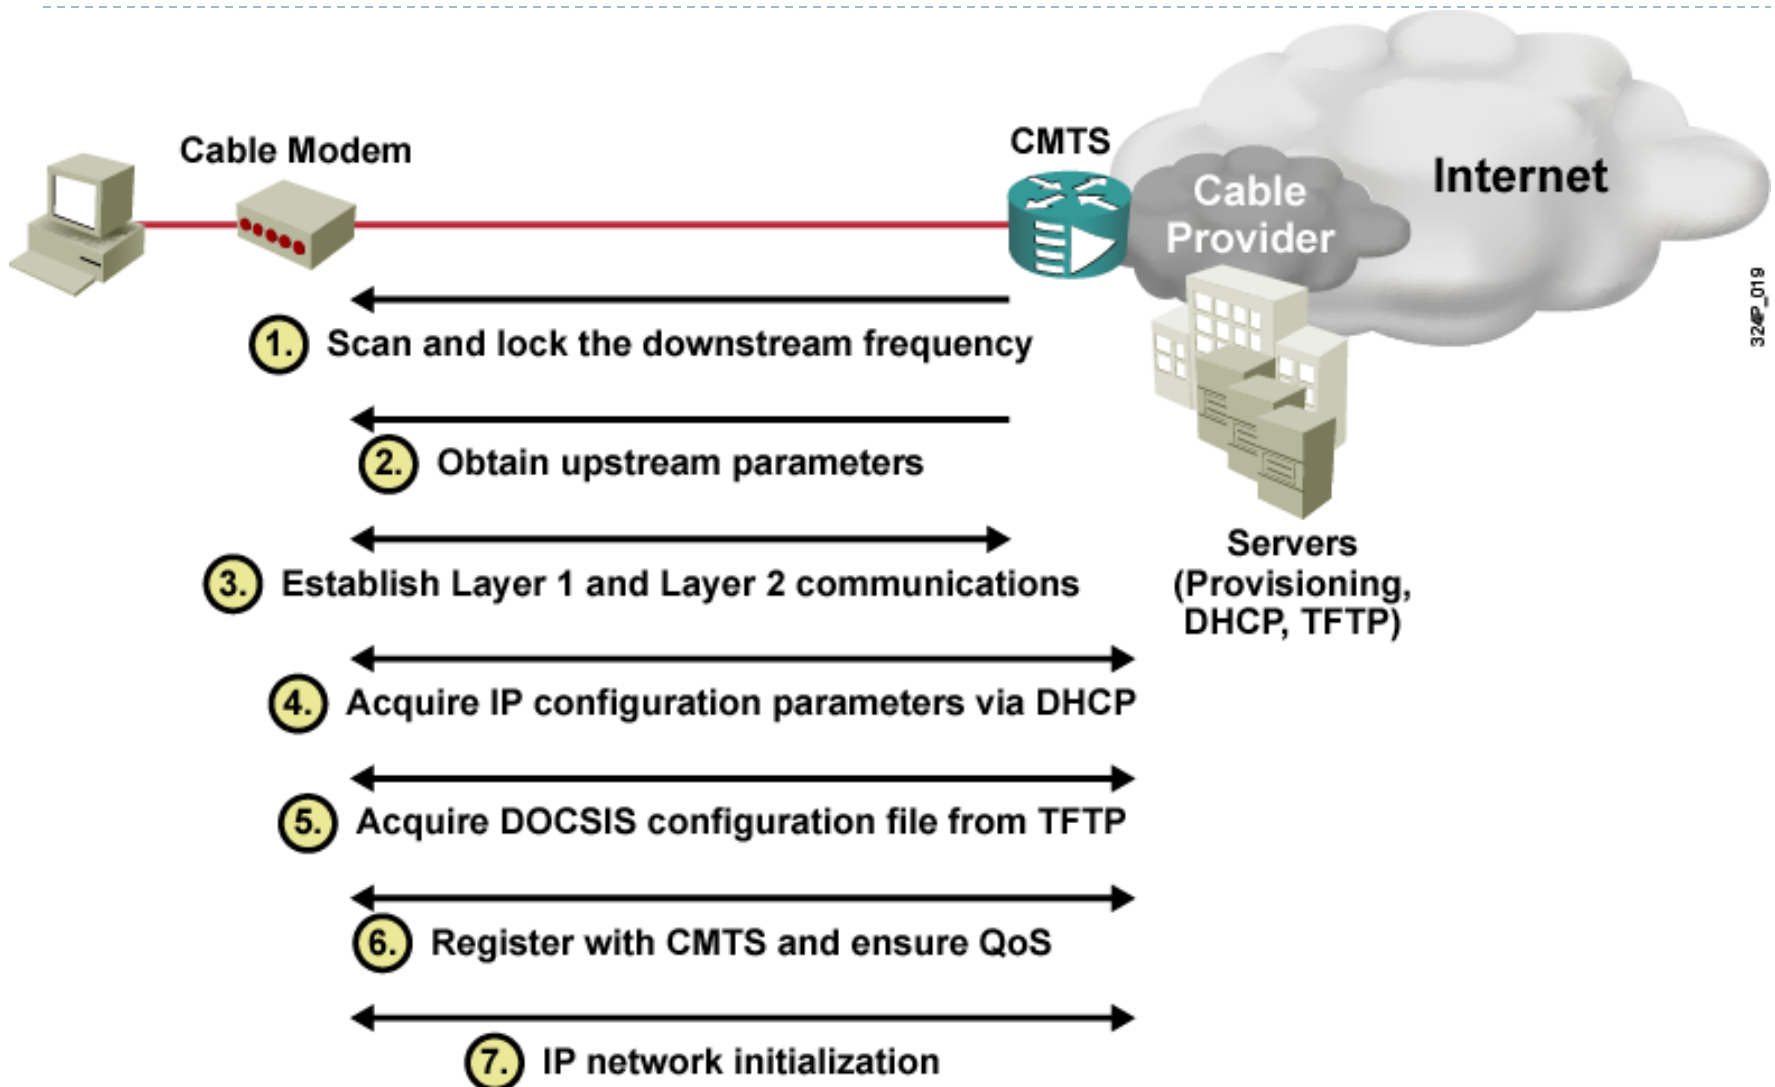 Cable Modem
CMTS
Cable
Provider
Internet
324P_019
1. Scan and lock the downstream frequency
2. Obtain upstream parameters
Servers
(Provisioning,
DHCP, TFTP)
3. Establish Layer 1 and Layer 2 communications
4. Acquire IP configuration parameters via DHCP
5. Acquire DOCSIS configuration file from TFTP
6. Register with CMTS and ensure QoS
7. IP network initialization